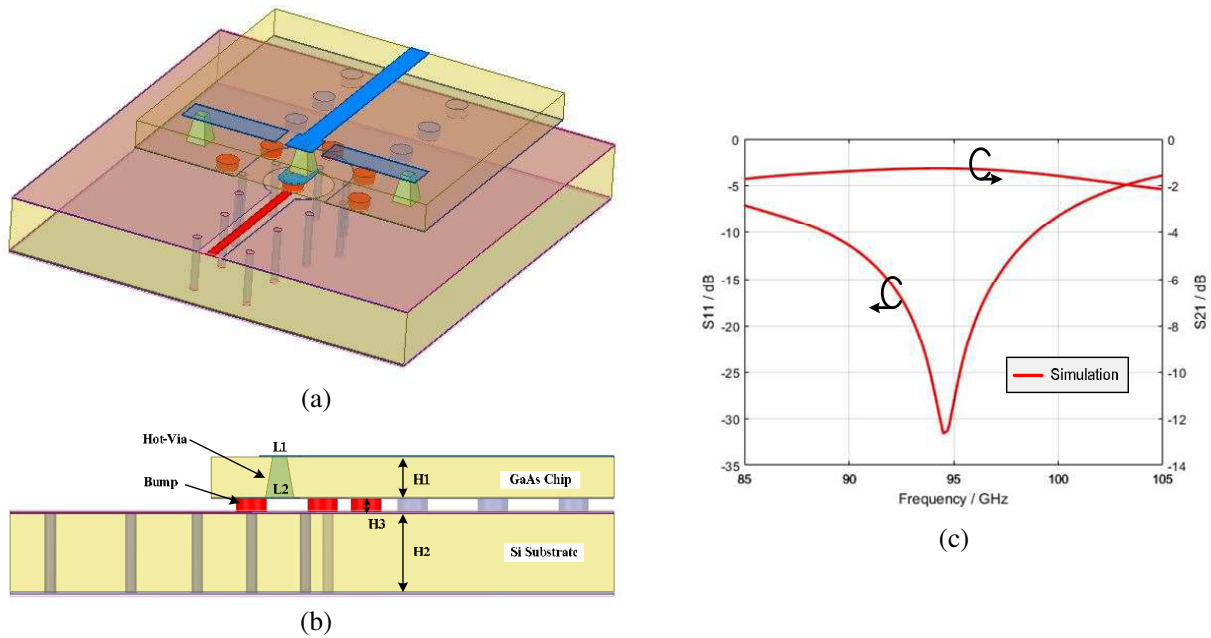 (a)
Hot-Via
Bump
L1
L2
H1
H3
H2
GaAs Chip
Si Substrate
(b)
0
-5
-10
-15
-20
-25
-30
-35
S11 / dB
0
-2
-4
-6
-8
-10
-12
-14
S21 / dB
Simulation
85 90 95 100 105
Frequency / GHz
(c)